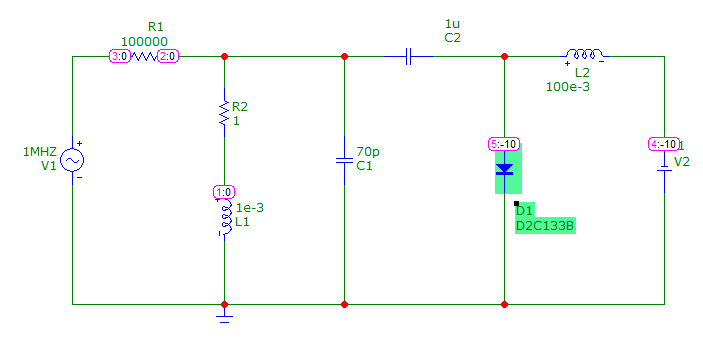 R1
100000
3:0
2:0
1u
C2
L2
100e-3
+
-
R2
1
1MHZ
V1
+
-
70p
C1
5:-10
4:-10
1
V2
1:0
+
-
1e-3
L1
D1
D2C133B